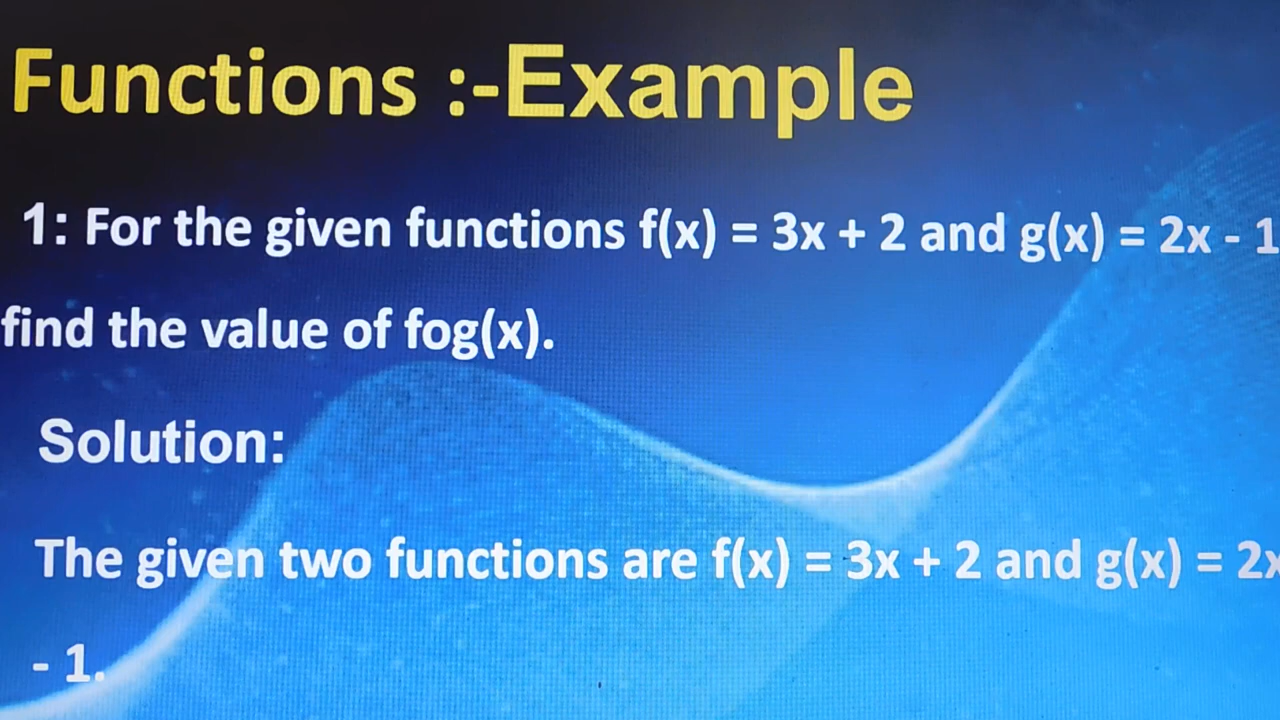 Functions :-Example
1: For the given functions f(x) = 3x + 2 and g(x) = 2x - 1
find the value of fog(x).
Solution:
The given two functions are f(x) = 3x + 2 and g(x) = 2x
- 1.